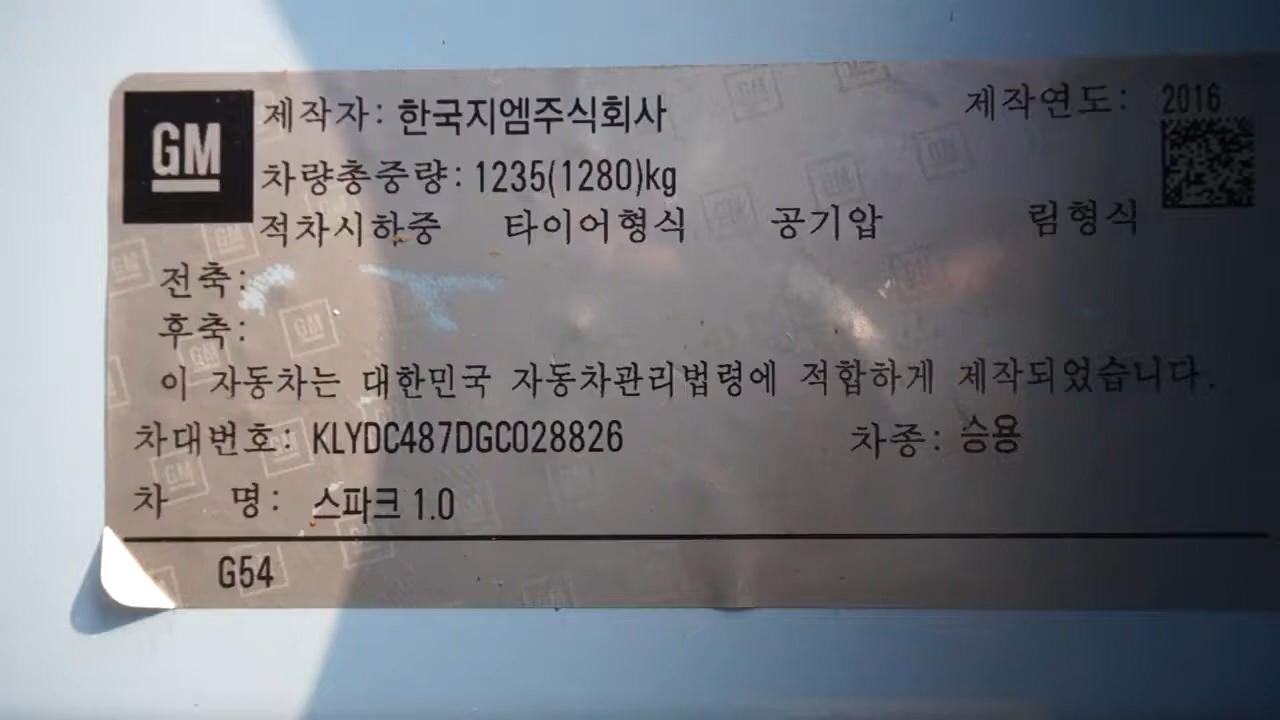 GM
제작자: 한국지엠주식회사 제작연도: 2016
차량총중량: 1235(1280)kg
적차시하중 타이어형식 공기압 림형식
전축:
후축:
이 자동차는 대한민국 자동차관리법령에 적합하게 제작되었습니다.
차대번호: KLYDC487DGC028826 차종: 승용
차 명: 스파크 1.0
G54